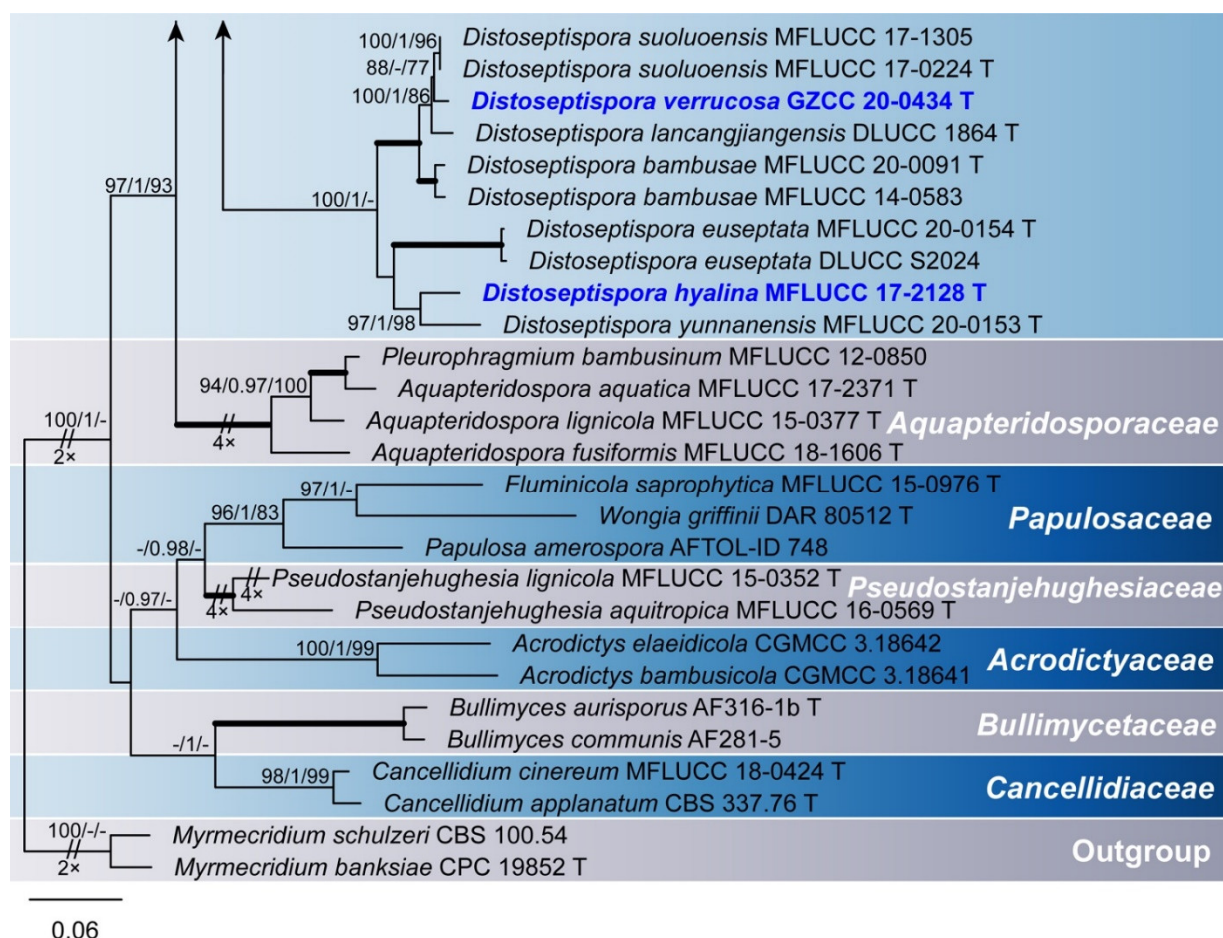 100/1/96
Distoseptispora suoluoensis MFLUCC 17-1305
88/-/77
Distoseptispora suoluoensis MFLUCC 17-0224 T
100/1/86
Distoseptispora verrucosa GZCC 20-0434 T
Distoseptispora lancangjiangensis DLUCC 1864 T
Distoseptispora bambusae MFLUCC 20-0091 T
97/1/93
100/1/-
Distoseptispora bambusae MFLUCC 14-0583
Distoseptispora euseptata MFLUCC 20-0154 T
Distoseptispora euseptata DLUCC S2024
Distoseptispora hyalina MFLUCC 17-2128 T
97/1/98
Distoseptispora yunnanensis MFLUCC 20-0153 T
Pleurophragmium bambusinum MFLUCC 12-0850
94/0.97/100
Aquapteridospora aquatica MFLUCC 17-2371 T
100/1/-
2×
4×
Aquapteridospora lignicola MFLUCC 15-0377 T
Aquapteridosporaceae
Aquapteridospora fusiformis MFLUCC 18-1606 T
97/1/-
Fluminicola saprophytica MFLUCC 15-0976 T
96/1/83
Wongia griffinii DAR 80512 T
Papulosaceae
-/0.98/-
Papulosa amerospora AFTOL-ID 748
4×
4×
Pseudostanjehughesia lignicola MFLUCC 15-0352 T
Pseudostanjehughesiaceae
-/0.97/-
Pseudostanjehughesia aquitropica MFLUCC 16-0569 T
100/1/99
Acrodictys elaeidicola CGMCC 3.18642
Acrodictyaceae
Acrodictys bambusicola CGMCC 3.18641
Bullimyces aurisporus AF316-1b T
Bullimycetaceae
-/1/-
Bullimyces communis AF281-5
98/1/99
Cancellidium cinereum MFLUCC 18-0424 T
Cancellidiaceae
Cancellidium applanatum CBS 337.76 T
100/-/-
2×
Myrmecridium schulzeri CBS 100.54
Outgroup
Myrmecridium banksiae CPC 19852 T
0.06